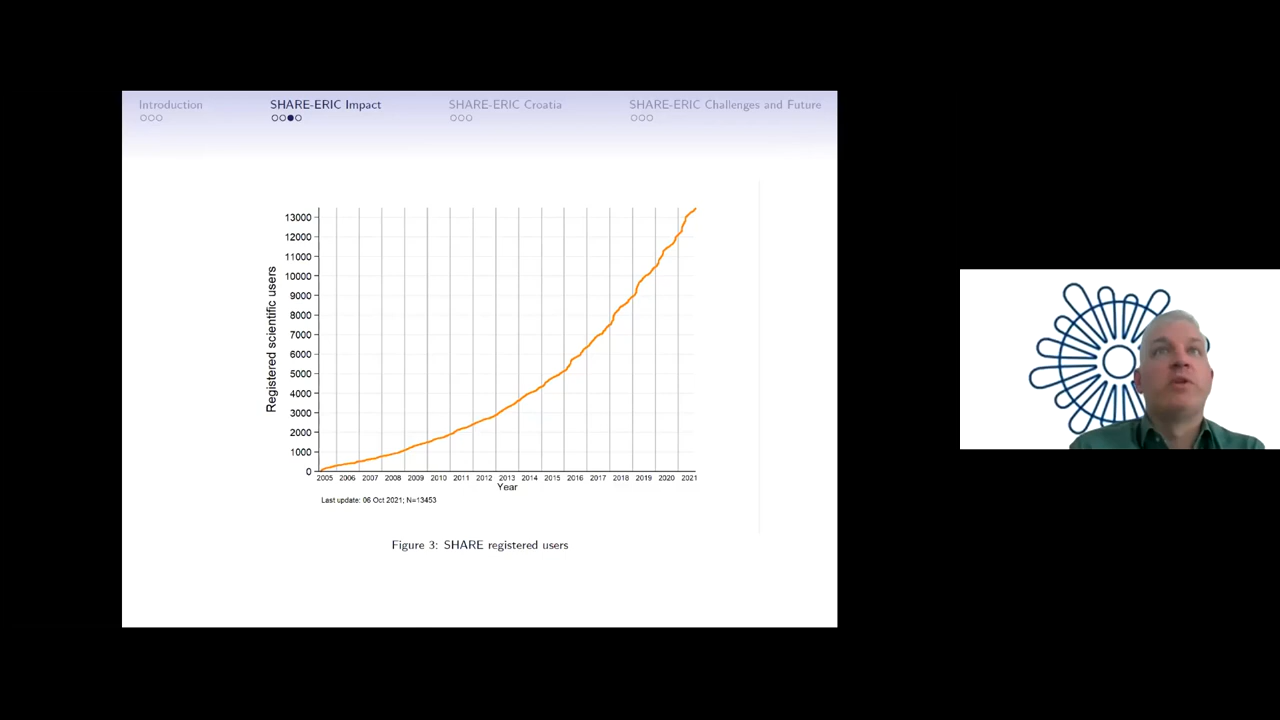 Introduction
SHARE-ERIC Impact
SHARE-ERIC Croatia
SHARE-ERIC Challenges and Future
13000
12000
11000
10000
9000
8000
7000
6000
5000
4000
3000
2000
1000
0
Registered scientific users
2005 2006 2007 2008 2009 2010 2011 2012 2013 2014 2015 2016 2017 2018 2019 2020 2021
Year
Last update: 06 Oct 2021; N=13453
Figure 3: SHARE registered users